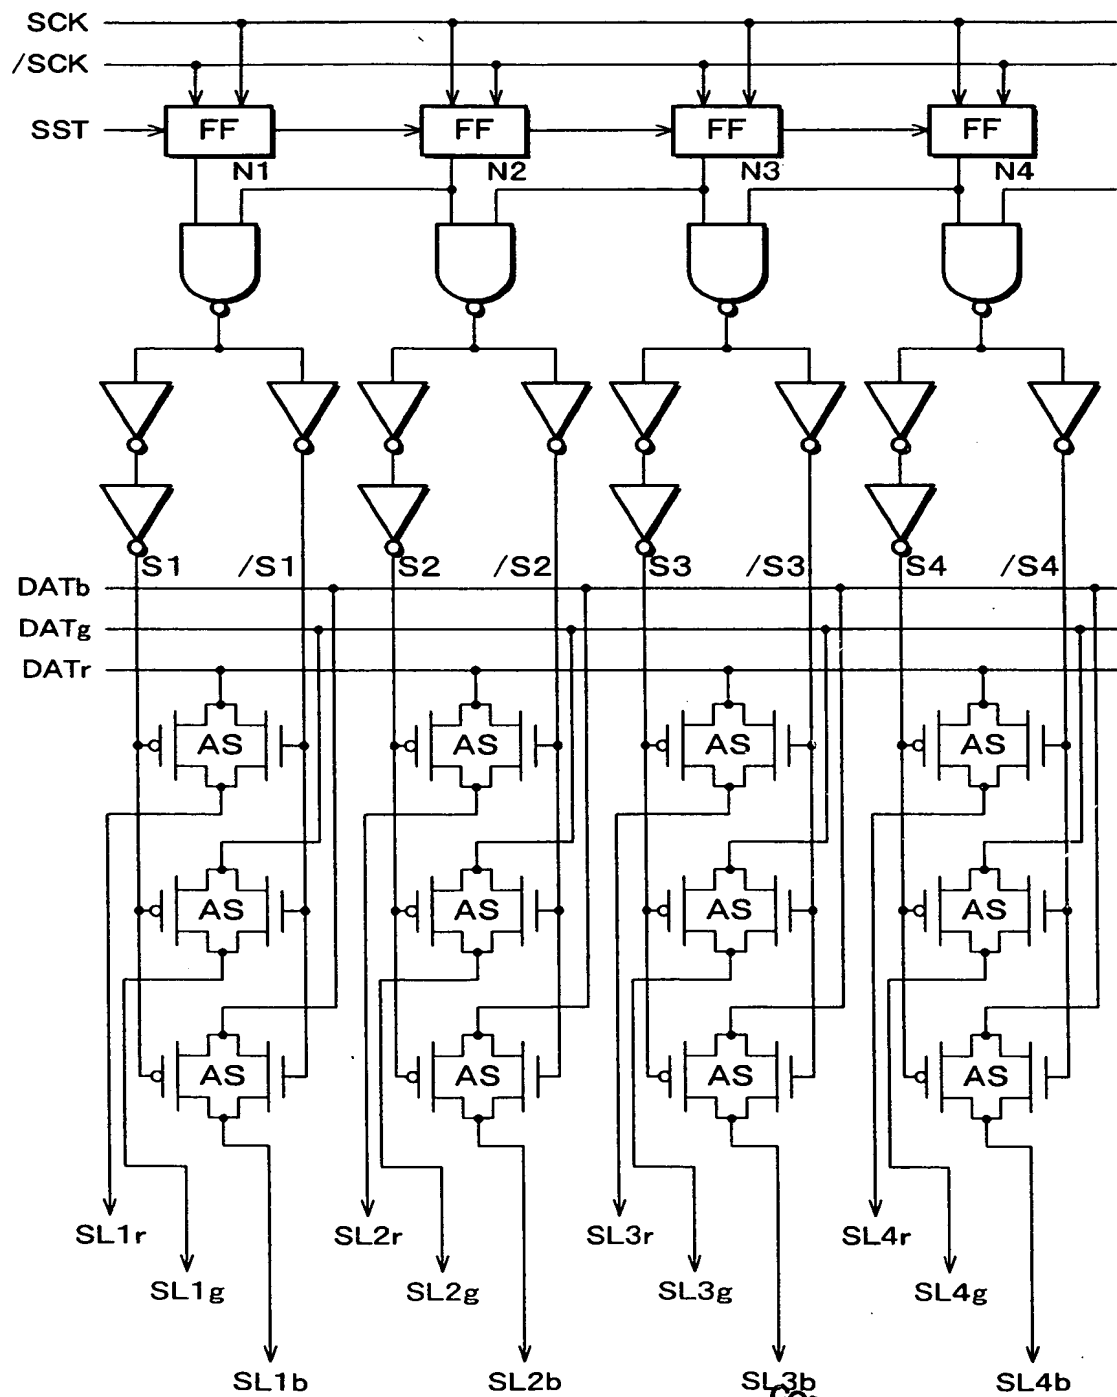 SCK
/SCK
SST FF FF FF FF
N1 N2 N3 N4
S1 /S1 S2 /S2 S3 /S3 S4 /S4
DATb
DATg
DATr
AS AS AS AS
AS AS AS AS
AS AS AS AS
SL1r SL2r SL3r SL4r
SL1g SL2g SL3g SL4g
SL1b SL2b SL3b SL4b